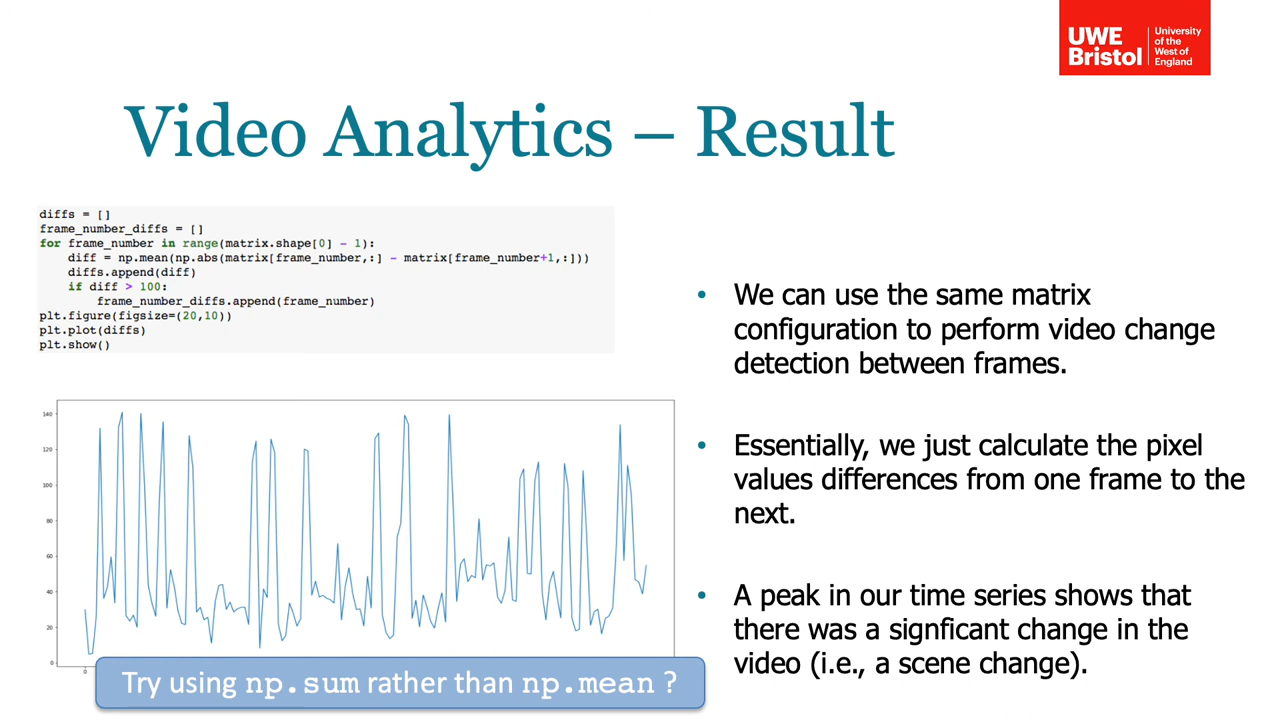 UWE
Bristol
University
of the
West of
England
Video Analytics – Result
diffs = []
frame_number_diffs = []
for frame_number in range(matrix.shape[0] - 1):
    diff = np.mean(np.abs(matrix[frame_number,:] - matrix[frame_number+1,:]))
    diffs.append(diff)
    if diff > 100:
        frame_number_diffs.append(frame_number)
plt.figure(figsize=(20,10))
plt.plot(diffs)
plt.show()
140
120
100
80
60
40
20
0
0
Try using np.sum rather than np.mean ?
• We can use the same matrix
configuration to perform video change
detection between frames.
• Essentially, we just calculate the pixel
values differences from one frame to the
next.
• A peak in our time series shows that
there was a signficant change in the
video (i.e., a scene change).